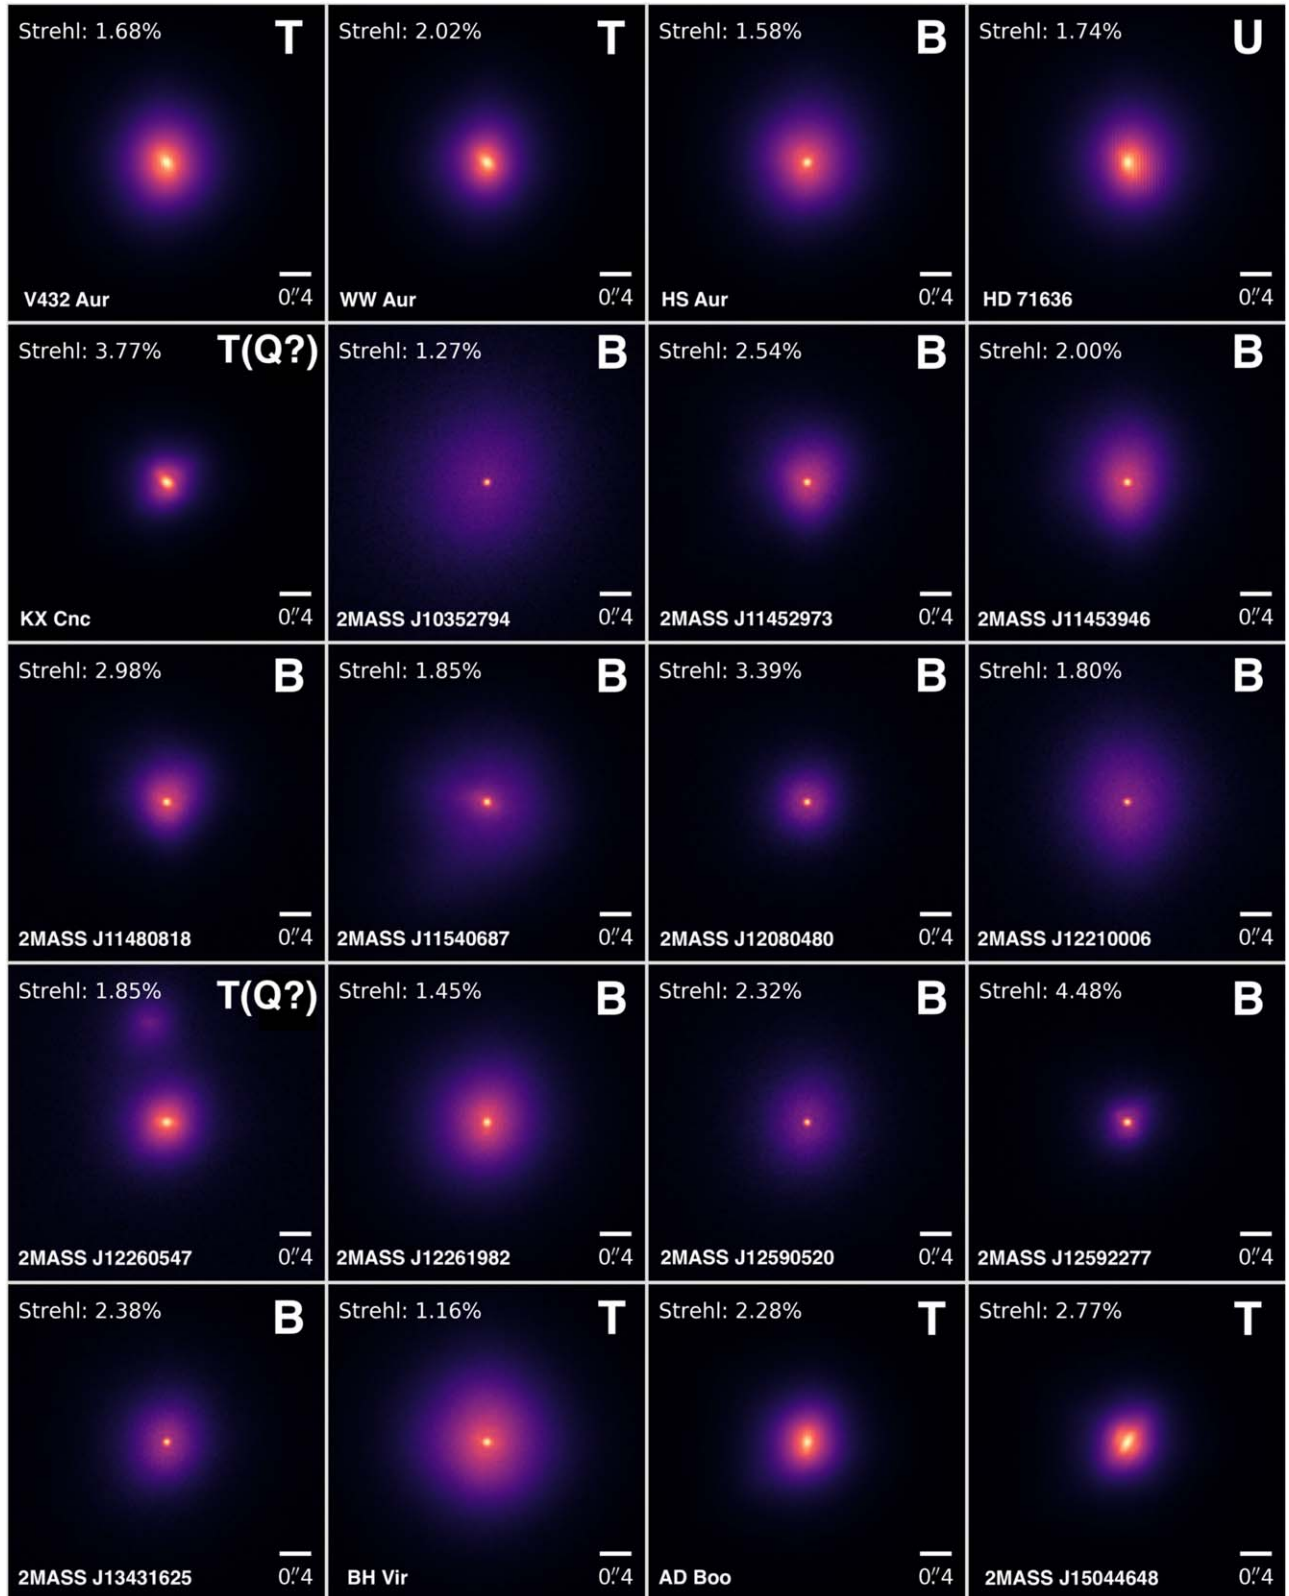 Strehl: 1.68% T
Strehl: 2.02% T
Strehl: 1.58% B
Strehl: 1.74% U
V432 Aur 0."4
WW Aur 0."4
HS Aur 0."4
HD 71636 0."4
Strehl: 3.77% T(Q?)
Strehl: 1.27% B
Strehl: 2.54% B
Strehl: 2.00% B
KX Cnc 0."4
2MASS J10352794 0."4
2MASS J11452973 0."4
2MASS J11453946 0."4
Strehl: 2.98% B
Strehl: 1.85% B
Strehl: 3.39% B
Strehl: 1.80% B
2MASS J11480818 0."4
2MASS J11540687 0."4
2MASS J12080480 0."4
2MASS J12210006 0."4
Strehl: 1.85% T(Q?)
Strehl: 1.45% B
Strehl: 2.32% B
Strehl: 4.48% B
2MASS J12260547 0."4
2MASS J12261982 0."4
2MASS J12590520 0."4
2MASS J12592277 0."4
Strehl: 2.38% B
Strehl: 1.16% T
Strehl: 2.28% T
Strehl: 2.77% T
2MASS J13431625 0."4
BH Vir 0."4
AD Boo 0."4
2MASS J15044648 0."4